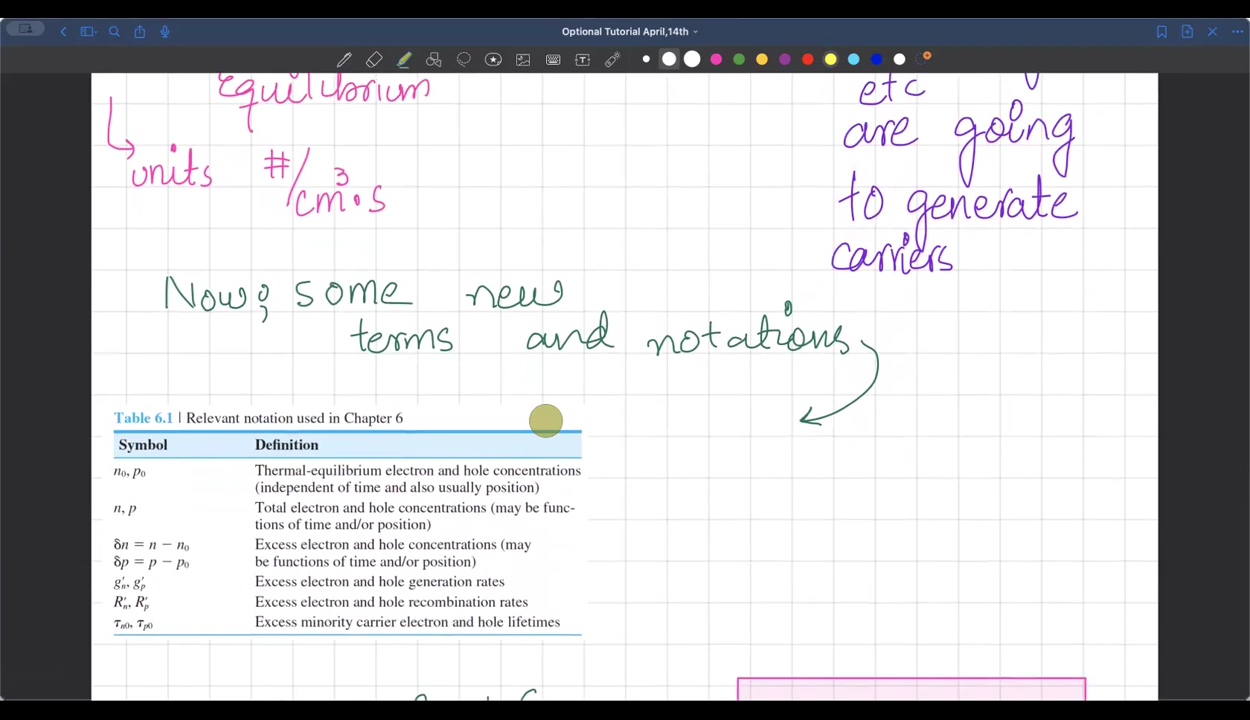 Optional Tutorial April,14th
Equilibrium
units #/cm³·s
etc
are going
to generate
carriers
Now; some new
terms and notations
Table 6.1 | Relevant notation used in Chapter 6
Symbol Definition
n₀, p₀ Thermal-equilibrium electron and hole concentrations
(independent of time and also usually position)
n, p Total electron and hole concentrations (may be func-
tions of time and/or position)
δn = n − n₀ Excess electron and hole concentrations (may
δp = p − p₀ be functions of time and/or position)
g′ₙ, g′ₚ Excess electron and hole generation rates
R′ₙ, R′ₚ Excess electron and hole recombination rates
τₙ₀, τₚ₀ Excess minority carrier electron and hole lifetimes